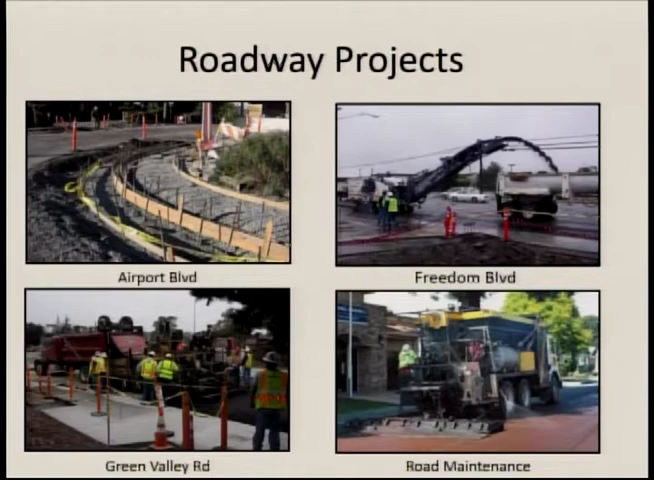 Roadway Projects
Airport Blvd
Freedom Blvd
Green Valley Rd
Road Maintenance